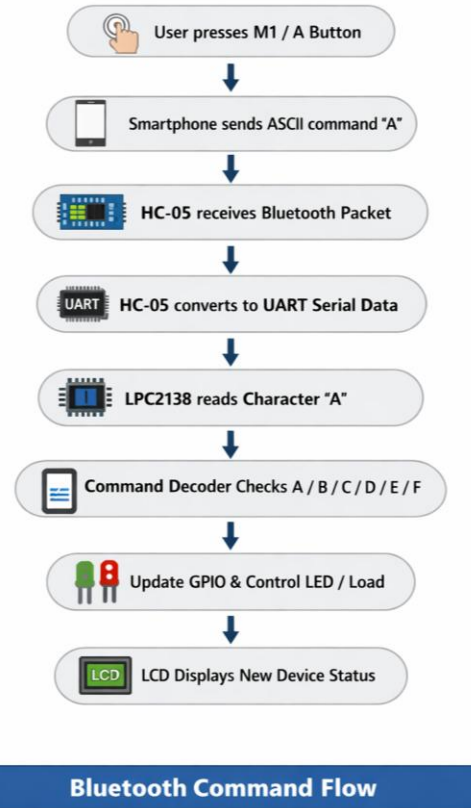 User presses M1 / A Button
Smartphone sends ASCII command "A"
HC-05 receives Bluetooth Packet
UART
HC-05 converts to UART Serial Data
LPC2138 reads Character "A"
Command Decoder Checks A / B / C / D / E / F
Update GPIO & Control LED / Load
LCD
LCD Displays New Device Status
Bluetooth Command Flow